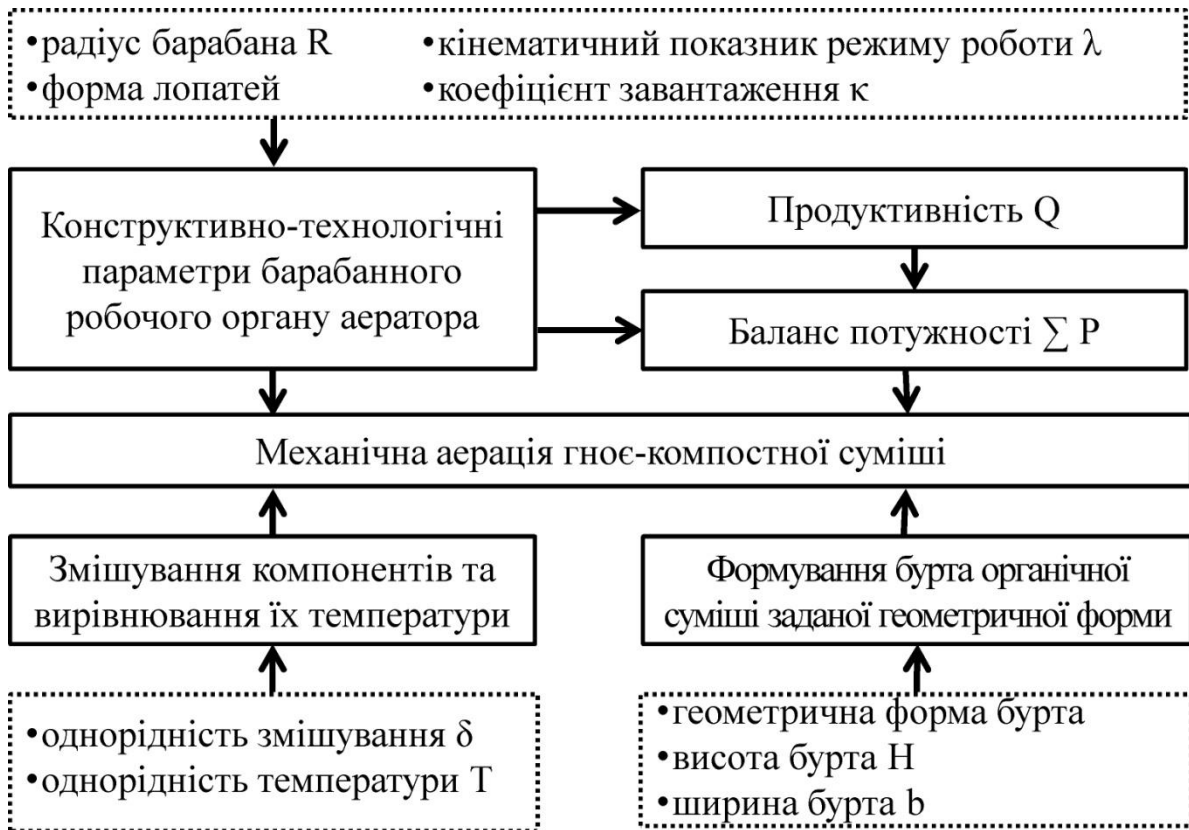 •радіус барабана R
•форма лопатей
•кінематичний показник режиму роботи λ
•коефіцієнт завантаження κ
Конструктивно-технологічні
параметри барабанного
робочого органу аератора
Продуктивність Q
Баланс потужності ∑ P
Механічна аерація гноє-компостної суміші
Змішування компонентів та
вирівнювання їх температури
Формування бурта органічної
суміші заданої геометричної форми
•однорідність змішування δ
•однорідність температури T
•геометрична форма бурта
•висота бурта H
•ширина бурта b